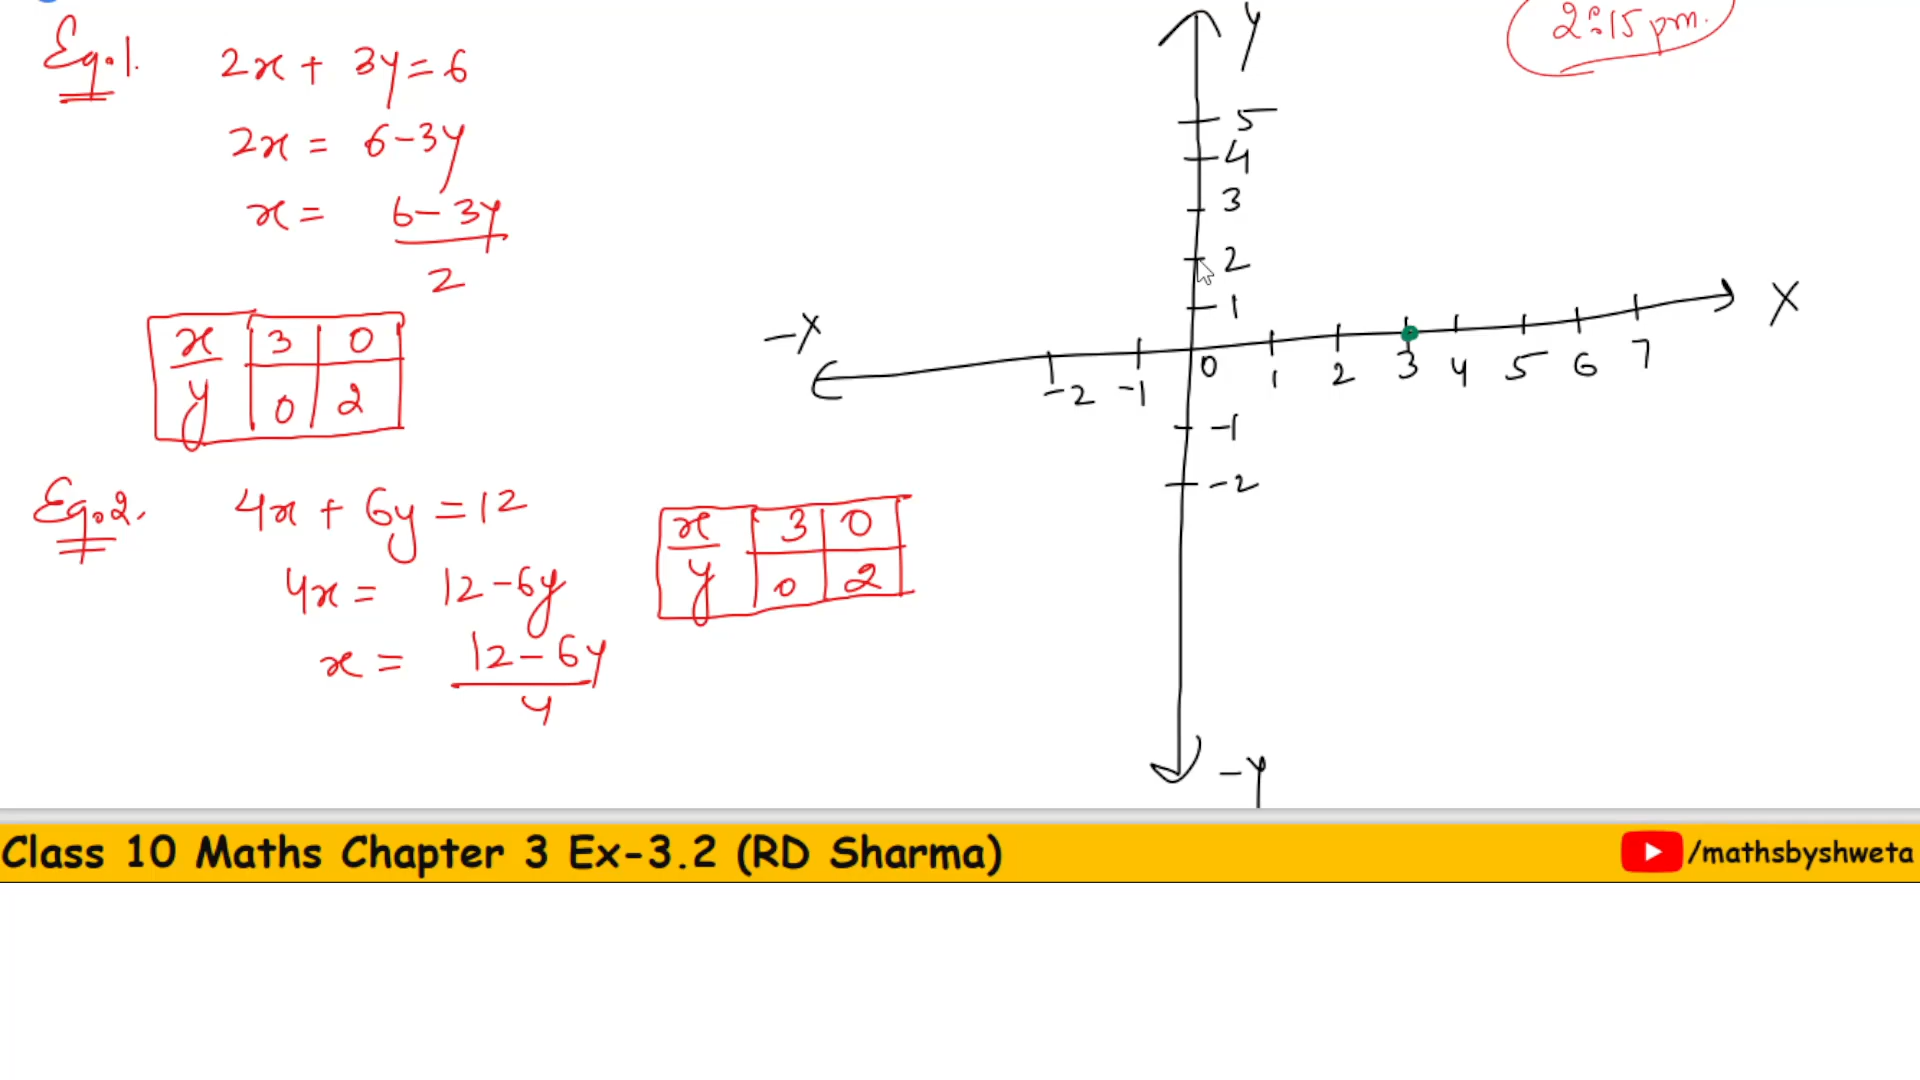 Eq.1. 2x + 3y = 6
2x = 6-3y
x = 6-3y
2
x 3 0
y 0 2
Eq.2. 4x + 6y = 12
4x = 12-6y
x = 12-6y
4
x 3 0
y 0 2
2:15 pm.
Y
5
4
3
2
1
-X
X
-2 -1 0 1 2 3 4 5 6 7
-1
-2
-Y
Class 10 Maths Chapter 3 Ex-3.2 (RD Sharma)
/mathsbyshweta